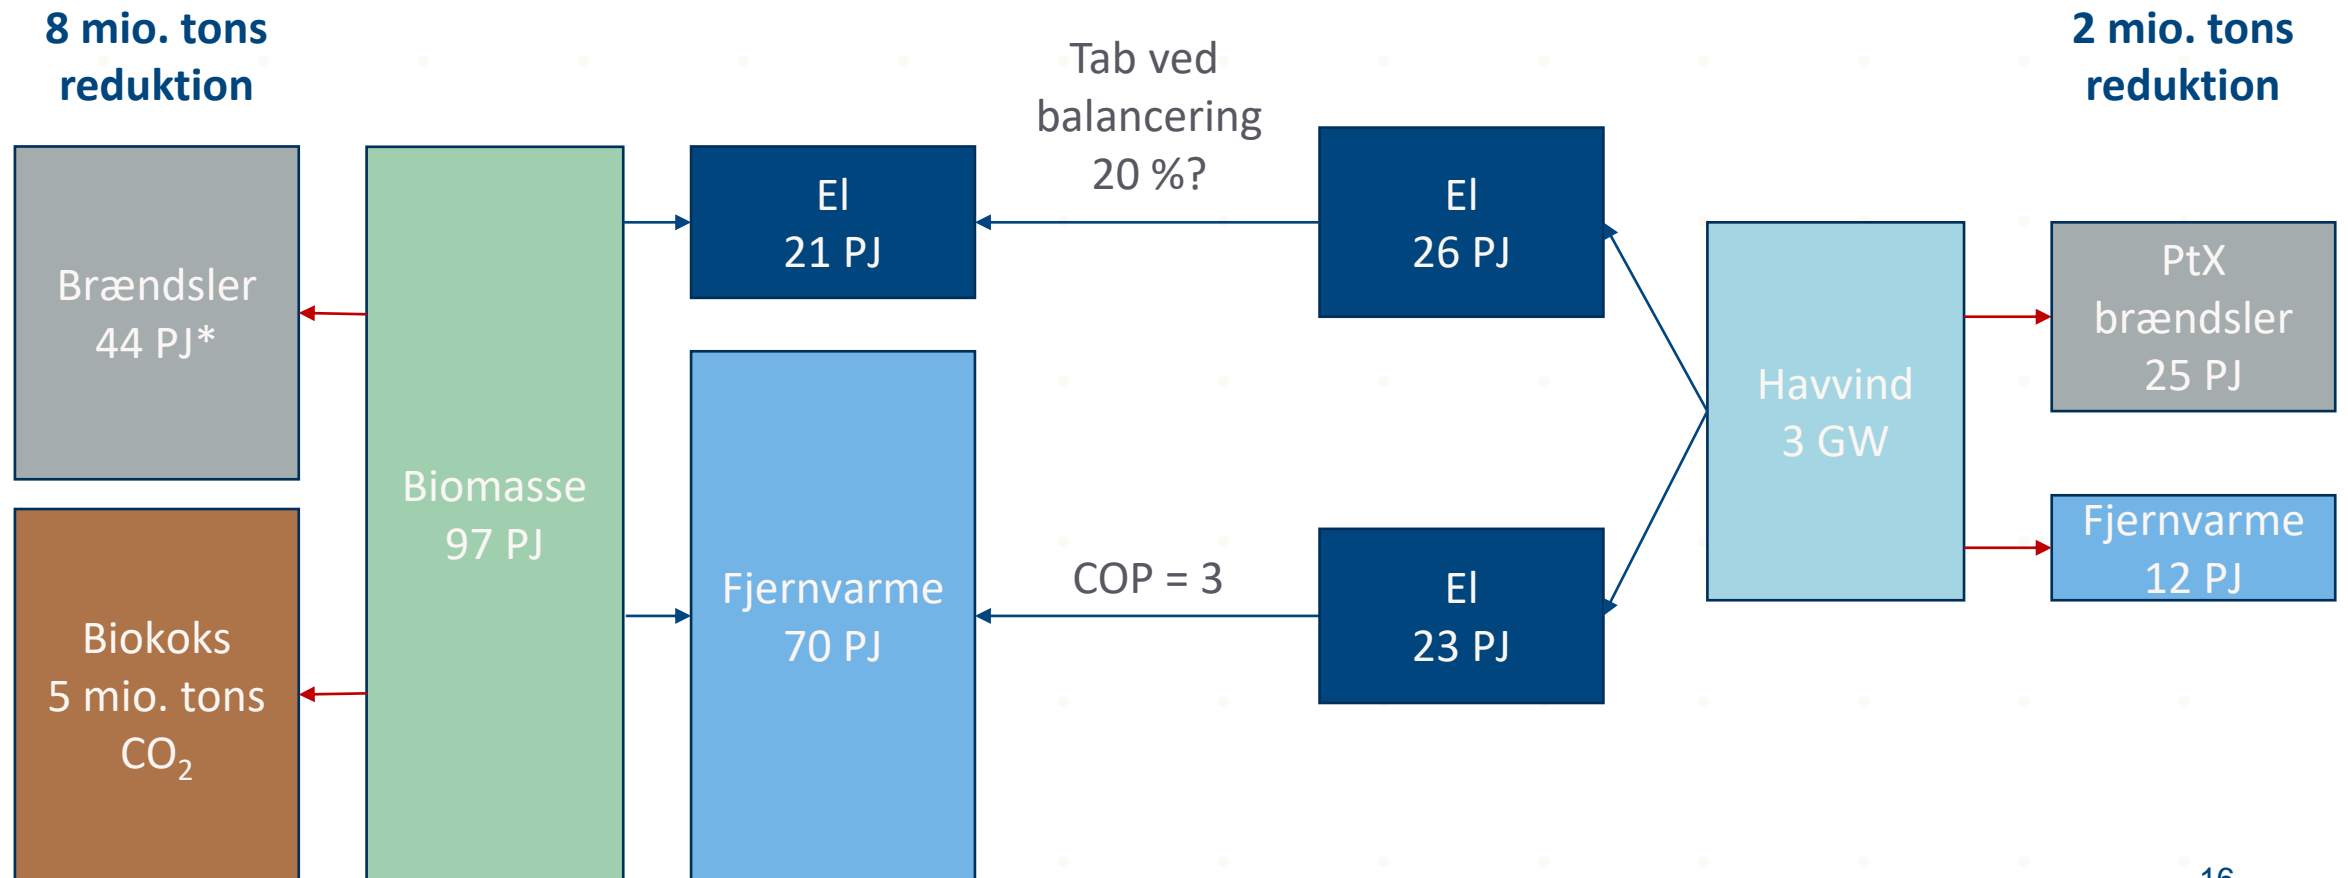 8 mio. tons
reduktion
Brændsler
44 PJ*
Biokoks
5 mio. tons
CO₂
Biomasse
97 PJ
El
21 PJ
Fjernvarme
70 PJ
Tab ved
balancering
20 %?
COP = 3
El
26 PJ
El
23 PJ
Havvind
3 GW
2 mio. tons
reduktion
PtX
brændsler
25 PJ
Fjernvarme
12 PJ
16